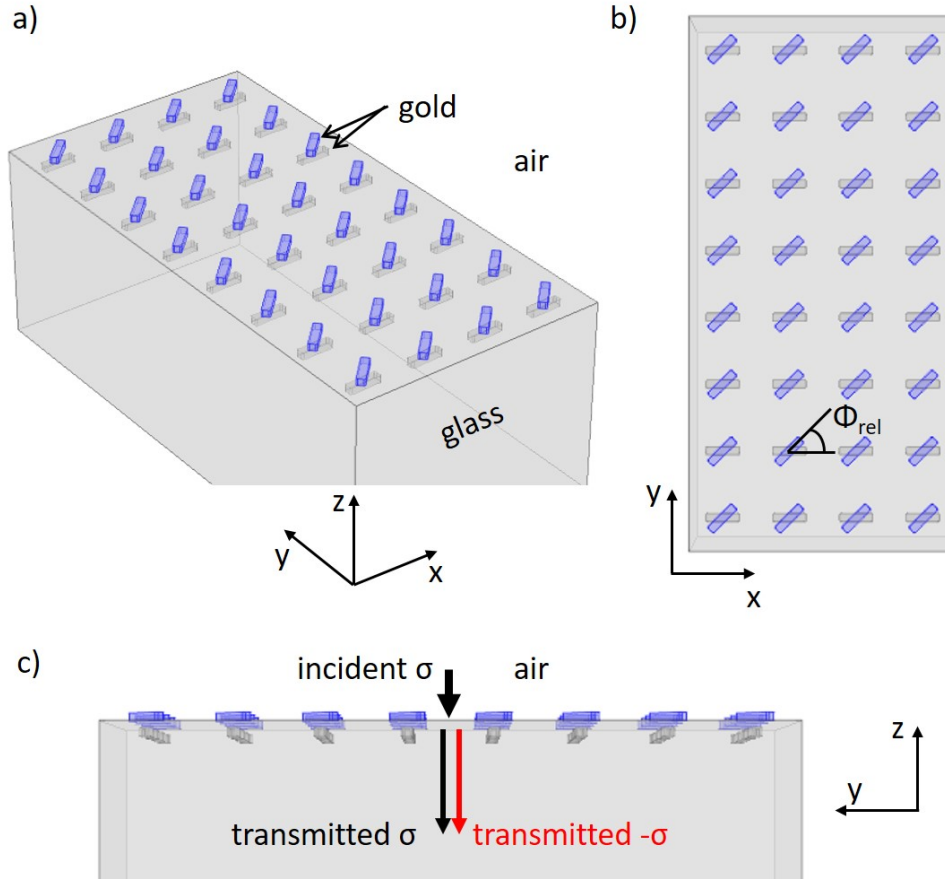 a)
gold
air
glass
z
y
x
b)
Φrel
y
x
c)
incident σ
air
z
y
transmitted σ
transmitted -σ